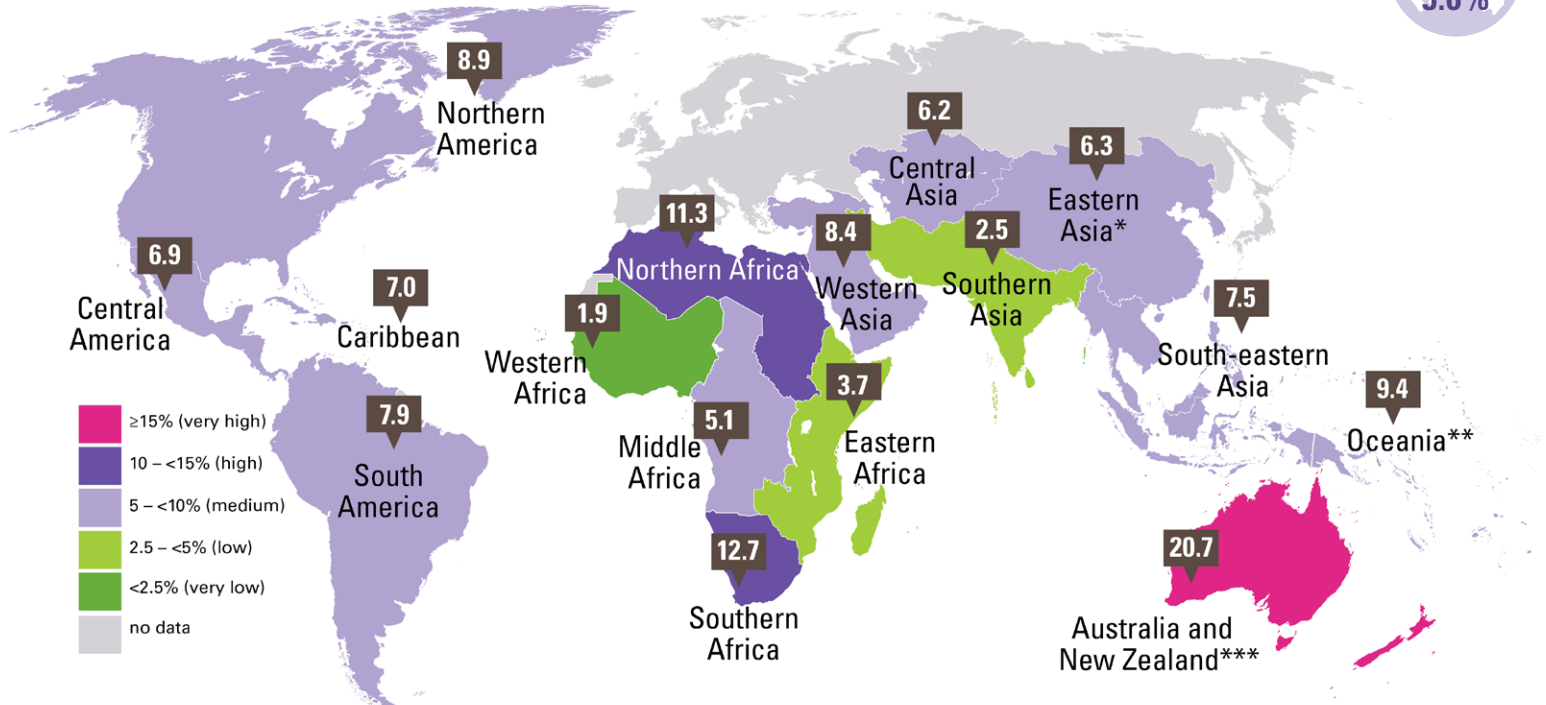 8.9
Northern
America
6.2
Central
Asia
6.3
Eastern
Asia*
11.3
Northern Africa
8.4
Western
Asia
2.5
Southern
Asia
6.9
Central
America
7.0
Caribbean
1.9
Western
Africa
7.5
South-eastern
Asia
3.7
Eastern
Africa
9.4
Oceania**
7.9
South
America
5.1
Middle
Africa
≥15% (very high)
10 – <15% (high)
5 – <10% (medium)
2.5 – <5% (low)
<2.5% (very low)
no data
12.7
Southern
Africa
20.7
Australia and
New Zealand***